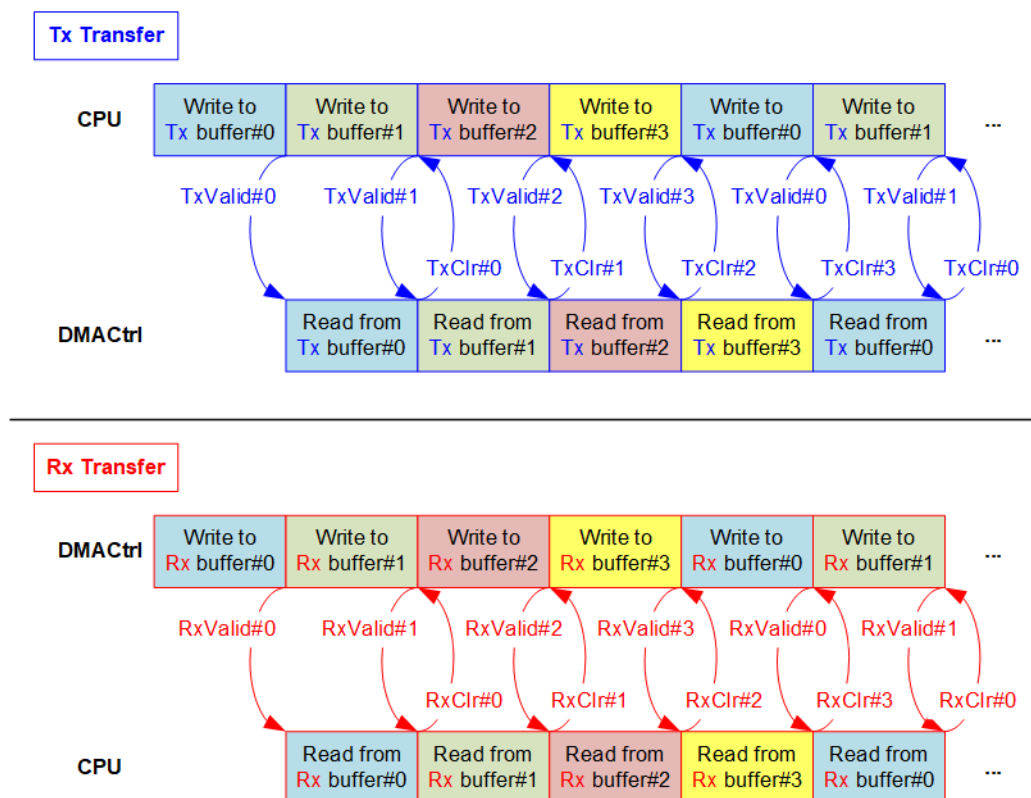 Tx Transfer
CPU
Write to
Tx buffer#0
Write to
Tx buffer#1
Write to
Tx buffer#2
Write to
Tx buffer#3
Write to
Tx buffer#0
Write to
Tx buffer#1
...
TxValid#0
TxValid#1
TxValid#2
TxValid#3
TxValid#0
TxValid#1
TxClr#0
TxClr#1
TxClr#2
TxClr#3
TxClr#0
DMACtrl
Read from
Tx buffer#0
Read from
Tx buffer#1
Read from
Tx buffer#2
Read from
Tx buffer#3
Read from
Tx buffer#0
...
Rx Transfer
DMACtrl
Write to
Rx buffer#0
Write to
Rx buffer#1
Write to
Rx buffer#2
Write to
Rx buffer#3
Write to
Rx buffer#0
Write to
Rx buffer#1
...
RxValid#0
RxValid#1
RxValid#2
RxValid#3
RxValid#0
RxValid#1
RxClr#0
RxClr#1
RxClr#2
RxClr#3
RxClr#0
CPU
Read from
Rx buffer#0
Read from
Rx buffer#1
Read from
Rx buffer#2
Read from
Rx buffer#3
Read from
Rx buffer#0
...